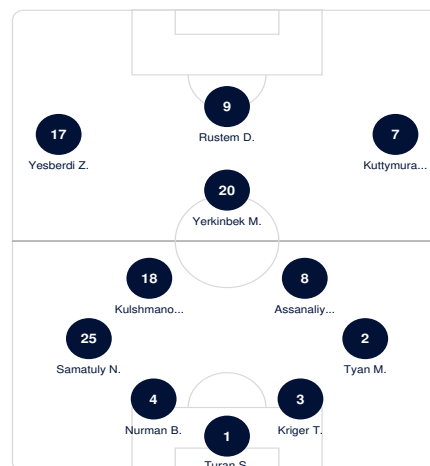 9
Rustem D.
17
Yesberdi Z.
7
Kuttymura...
20
Yerkinbek M.
18
Kulshmano...
8
Assanaliy...
25
Samatuly N.
2
Tyan M.
4
Nurman B.
3
Kriger T.
1
Turan S.